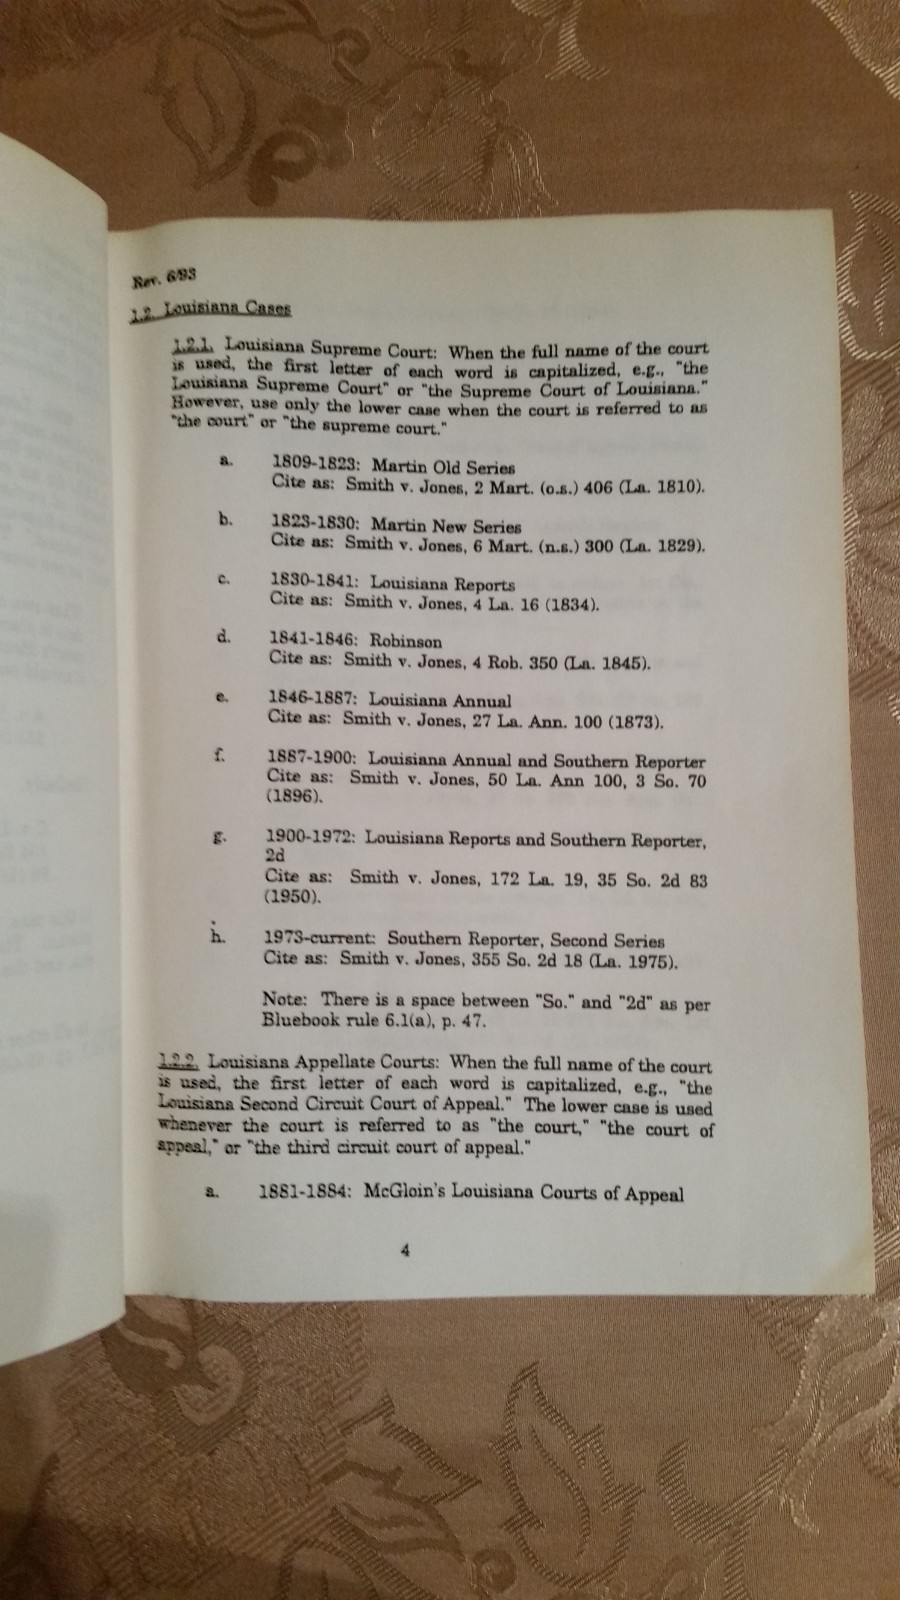 Rev. 6/93
1.2. Louisiana Cases
1.2.1. Louisiana Supreme Court: When the full name of the court
is used, the first letter of each word is capitalized, e.g., "the
Louisiana Supreme Court" or "the Supreme Court of Louisiana."
However, use only the lower case when the court is referred to as
"the court" or "the supreme court."
a. 1809-1823: Martin Old Series
Cite as: Smith v. Jones, 2 Mart. (o.s.) 406 (La. 1810).
b. 1823-1830: Martin New Series
Cite as: Smith v. Jones, 6 Mart. (n.s.) 300 (La. 1829).
c. 1830-1841: Louisiana Reports
Cite as: Smith v. Jones, 4 La. 16 (1834).
d. 1841-1846: Robinson
Cite as: Smith v. Jones, 4 Rob. 350 (La. 1845).
e. 1846-1887: Louisiana Annual
Cite as: Smith v. Jones, 27 La. Ann. 100 (1873).
f. 1887-1900: Louisiana Annual and Southern Reporter
Cite as: Smith v. Jones, 50 La. Ann 100, 3 So. 70
(1896).
g. 1900-1972: Louisiana Reports and Southern Reporter,
2d
Cite as: Smith v. Jones, 172 La. 19, 35 So. 2d 83
(1950).
h. 1973-current: Southern Reporter, Second Series
Cite as: Smith v. Jones, 355 So. 2d 18 (La. 1975).
Note: There is a space between "So." and "2d" as per
Bluebook rule 6.1(a), p. 47.
1.2.2. Louisiana Appellate Courts: When the full name of the court
is used, the first letter of each word is capitalized, e.g., "the
Louisiana Second Circuit Court of Appeal." The lower case is used
whenever the court is referred to as "the court," "the court of
appeal," or "the third circuit court of appeal."
a. 1881-1884: McGloin's Louisiana Courts of Appeal
4